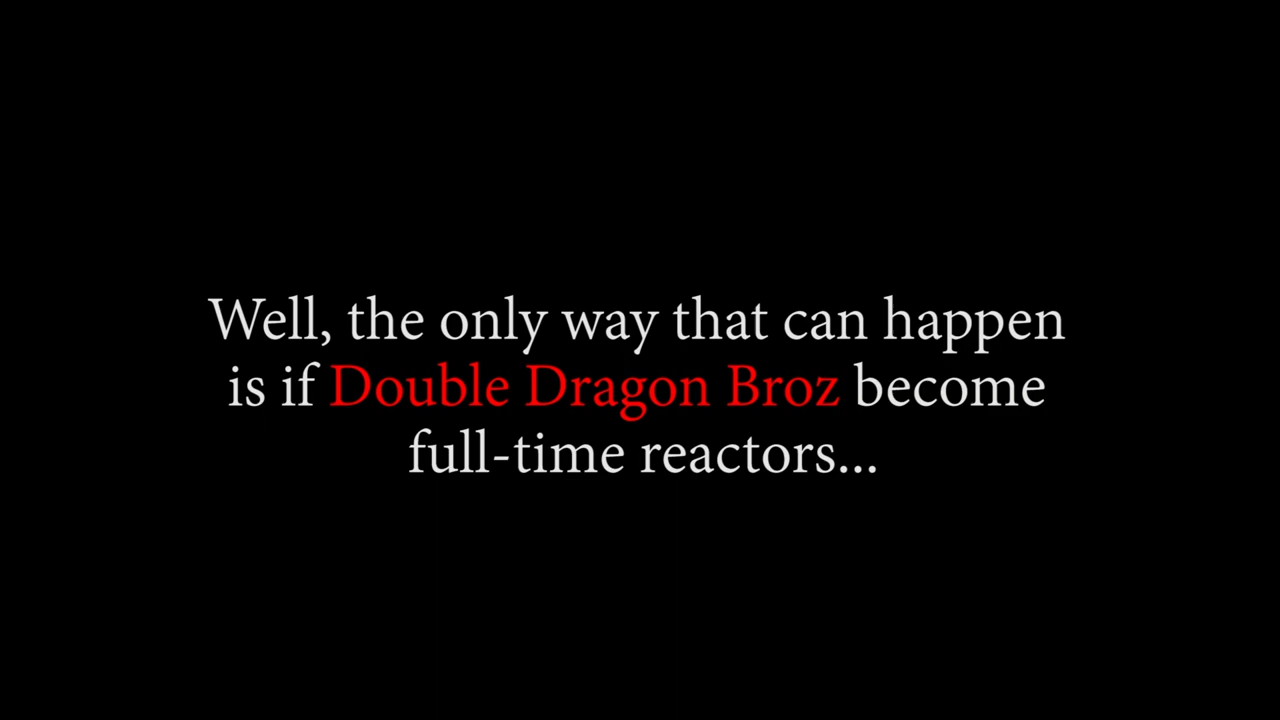 Well, the only way that can happen
is if Double Dragon Broz become
full-time reactors...